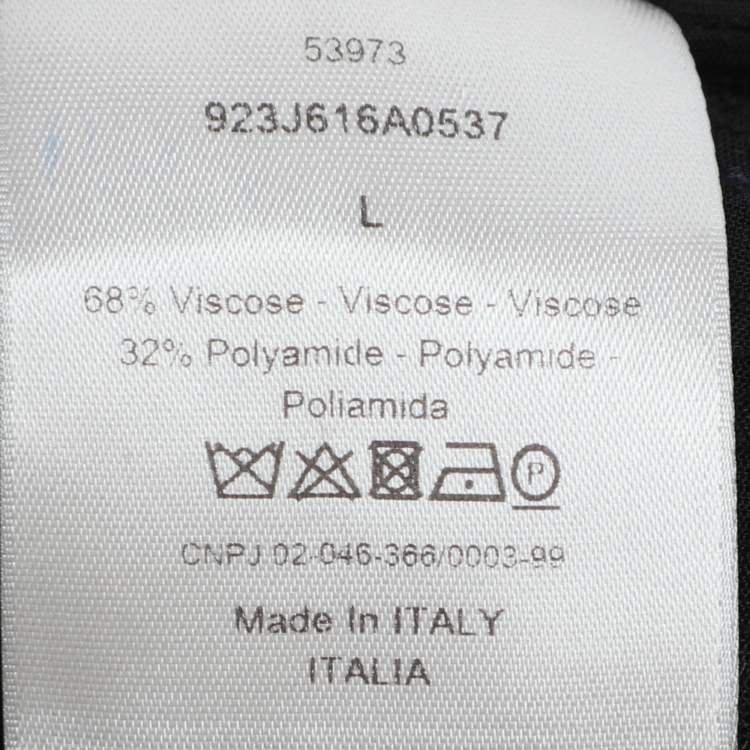 53973
923J616A0537
L
68% Viscose - Viscose - Viscose
32% Polyamide - Polyamide -
Poliamida
P
CNPJ 02-046-366/0003-99
Made In ITALY
ITALIA